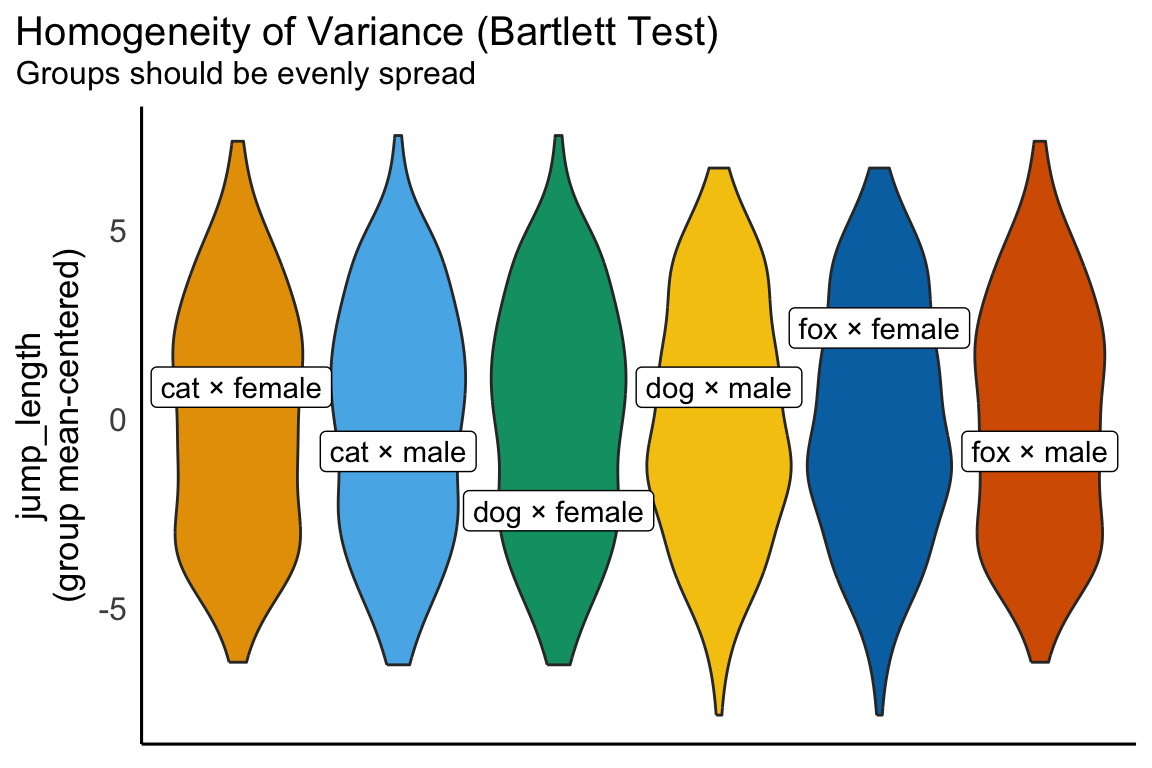 Homogeneity of Variance (Bartlett Test)
Groups should be evenly spread
jump_length
(group mean-centered)
5
0
-5
cat × female
cat × male
dog × female
dog × male
fox × female
fox × male